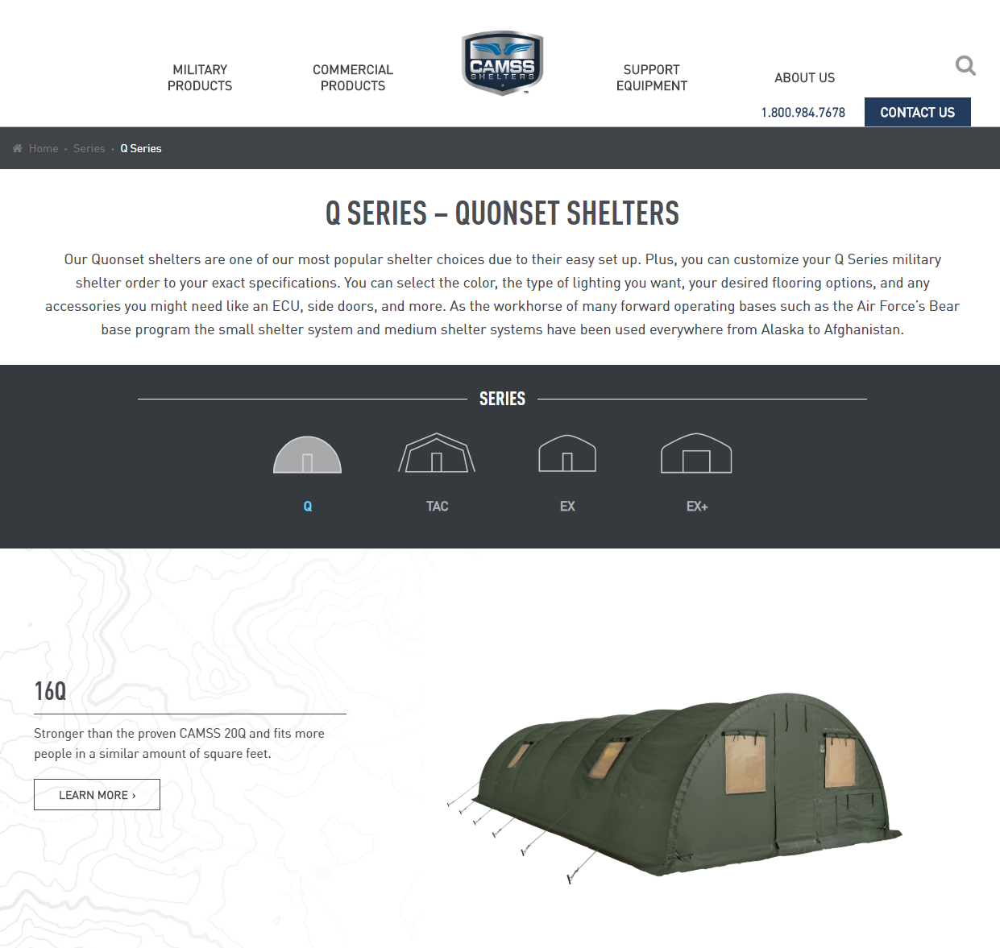 MILITARY
PRODUCTS
COMMERCIAL
PRODUCTS
CAMSS
SHELTERS
™
SUPPORT
EQUIPMENT
ABOUT US
1.800.984.7678
CONTACT US
Home • Series • Q Series
Q SERIES – QUONSET SHELTERS
Our Quonset shelters are one of our most popular shelter choices due to their easy set up. Plus, you can customize your Q Series military
shelter order to your exact specifications. You can select the color, the type of lighting you want, your desired flooring options, and any
accessories you might need like an ECU, side doors, and more. As the workhorse of many forward operating bases such as the Air Force’s Bear
base program the small shelter system and medium shelter systems have been used everywhere from Alaska to Afghanistan.
SERIES
Q
TAC
EX
EX+
16Q
Stronger than the proven CAMSS 20Q and fits more
people in a similar amount of square feet.
LEARN MORE ›